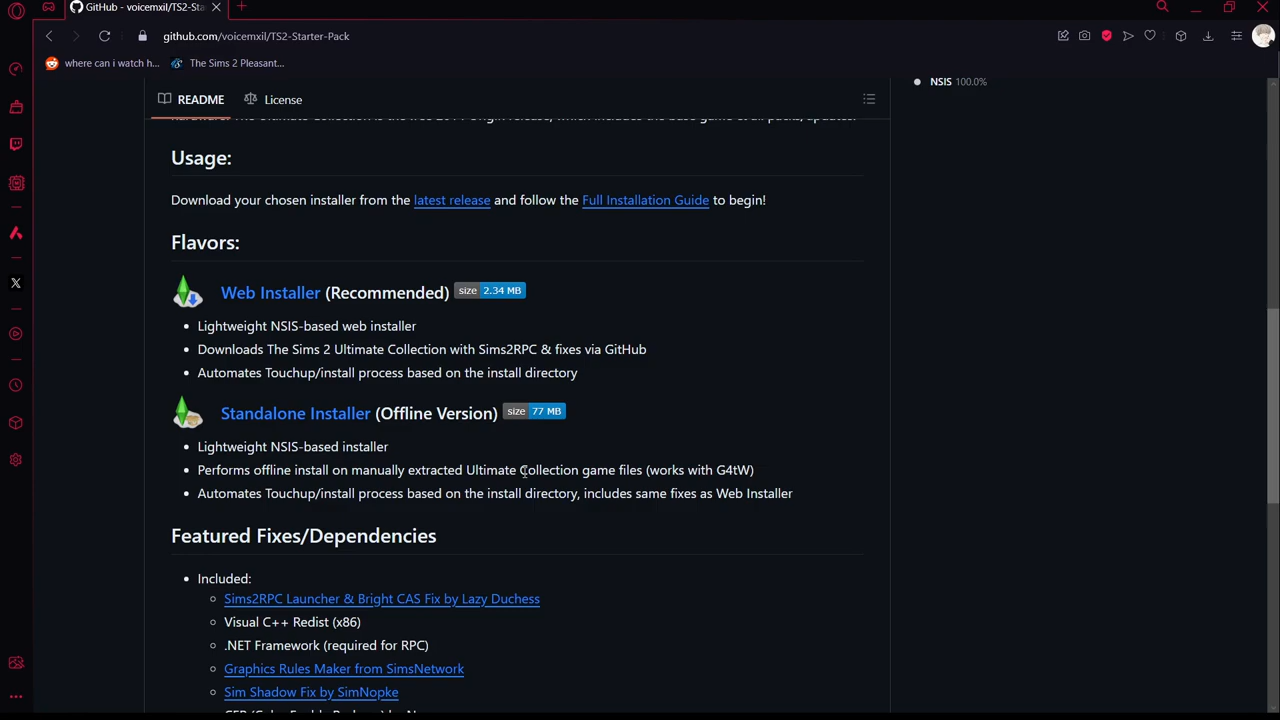 GitHub - voicemxil/TS2-Sta
github.com/voicemxil/TS2-Starter-Pack
where can i watch h...
The Sims 2 Pleasant...
README
License
NSIS 100.0%
Usage:
Download your chosen installer from the latest release and follow the Full Installation Guide to begin!
Flavors:
Web Installer (Recommended) size 2.34 MB
Lightweight NSIS-based web installer
Downloads The Sims 2 Ultimate Collection with Sims2RPC & fixes via GitHub
Automates Touchup/install process based on the install directory
Standalone Installer (Offline Version) size 77 MB
Lightweight NSIS-based installer
Performs offline install on manually extracted Ultimate Collection game files (works with G4tW)
Automates Touchup/install process based on the install directory, includes same fixes as Web Installer
Featured Fixes/Dependencies
Included:
Sims2RPC Launcher & Bright CAS Fix by Lazy Duchess
Visual C++ Redist (x86)
.NET Framework (required for RPC)
Graphics Rules Maker from SimsNetwork
Sim Shadow Fix by SimNopke